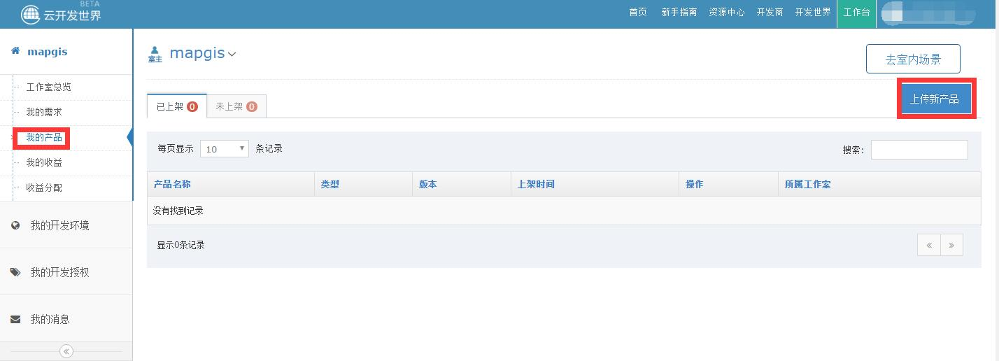 BETA
云开发世界
首页 新手指南 资源中心 开发商 开发世界 工作台
mapgis
工作室总览
我的需求
我的产品
我的收益
收益分配
我的开发环境
我的开发授权
我的消息
室主 mapgis
去室内场景
上传新产品
已上架 0 未上架 0
每页显示 10 条记录 搜索：
产品名称 类型 版本 上架时间 操作 所属工作室
没有找到记录
显示0条记录 « »